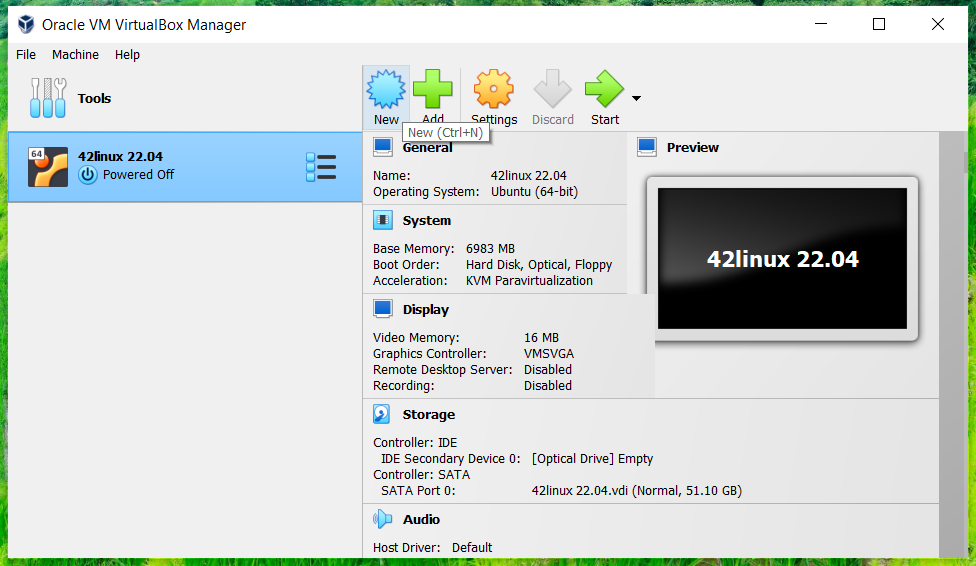 Oracle VM VirtualBox Manager
File Machine Help
Tools
New Add Settings Discard Start
New (Ctrl+N)
64
42linux 22.04
Powered Off
General
Name: 42linux 22.04
Operating System: Ubuntu (64-bit)
Preview
42linux 22.04
System
Base Memory: 6983 MB
Boot Order: Hard Disk, Optical, Floppy
Acceleration: KVM Paravirtualization
Display
Video Memory: 16 MB
Graphics Controller: VMSVGA
Remote Desktop Server: Disabled
Recording: Disabled
Storage
Controller: IDE
IDE Secondary Device 0: [Optical Drive] Empty
Controller: SATA
SATA Port 0: 42linux 22.04.vdi (Normal, 51.10 GB)
Audio
Host Driver: Default